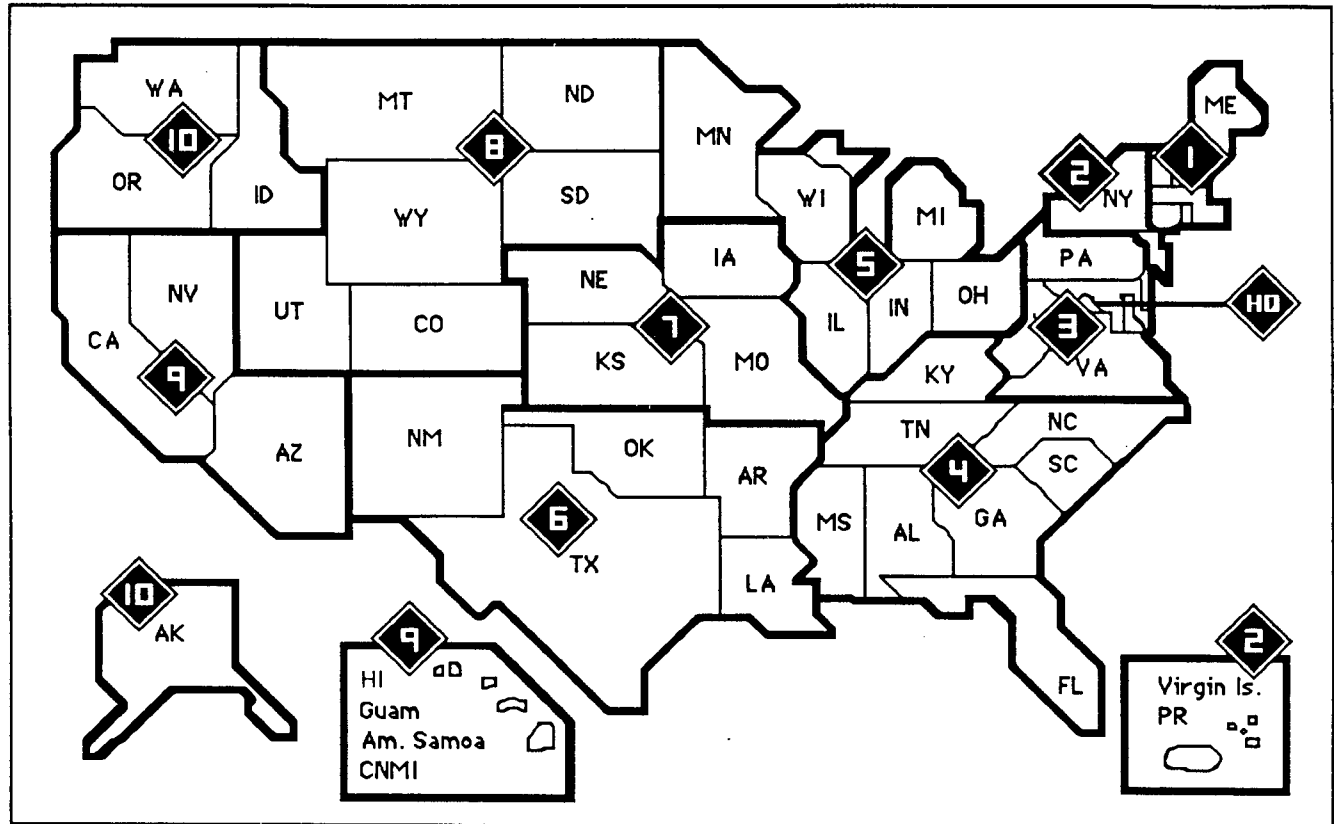 WA
MT
ND
MN
ME
10
8
2
1
OR
ID
WY
SD
WI
MI
NY
NV
UT
CO
NE
IA
5
PA
CA
7
IL
IN
OH
3
HQ
9
KS
MO
KY
VA
AZ
NM
OK
AR
TN
NC
4
SC
6
TX
MS
AL
GA
LA
FL
10
AK
9
HI
Guam
Am. Samoa
CNMI
2
Virgin Is.
PR